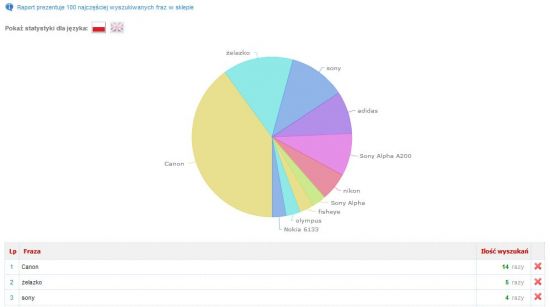 Raport prezentuje 100 najczęściej wyszukiwanych fraz w sklepie
Pokaż statystyki dla języka:
żelazko
sony
adidas
Sony Alpha A200
nikon
Sony Alpha
fisheye
olympus
Nokia 6133
Canon
Lp Fraza Ilość wyszukań
1 Canon 14 razy
2 żelazko 5 razy
3 sony 4 razy